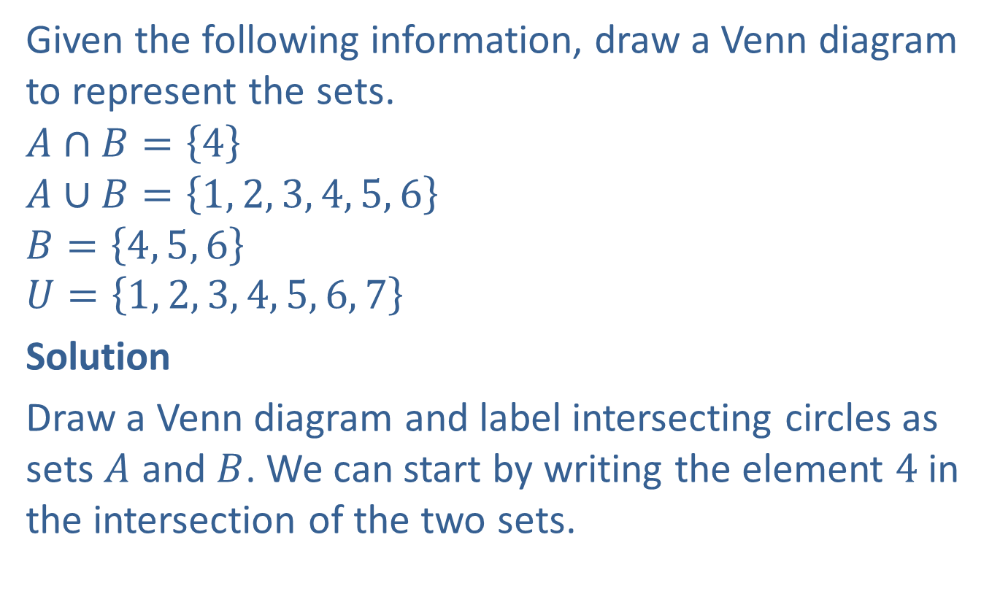 Given the following information, draw a Venn diagram
to represent the sets.
A ∩ B = {4}
A ∪ B = {1, 2, 3, 4, 5, 6}
B = {4, 5, 6}
U = {1, 2, 3, 4, 5, 6, 7}
Solution
Draw a Venn diagram and label intersecting circles as
sets A and B. We can start by writing the element 4 in
the intersection of the two sets.